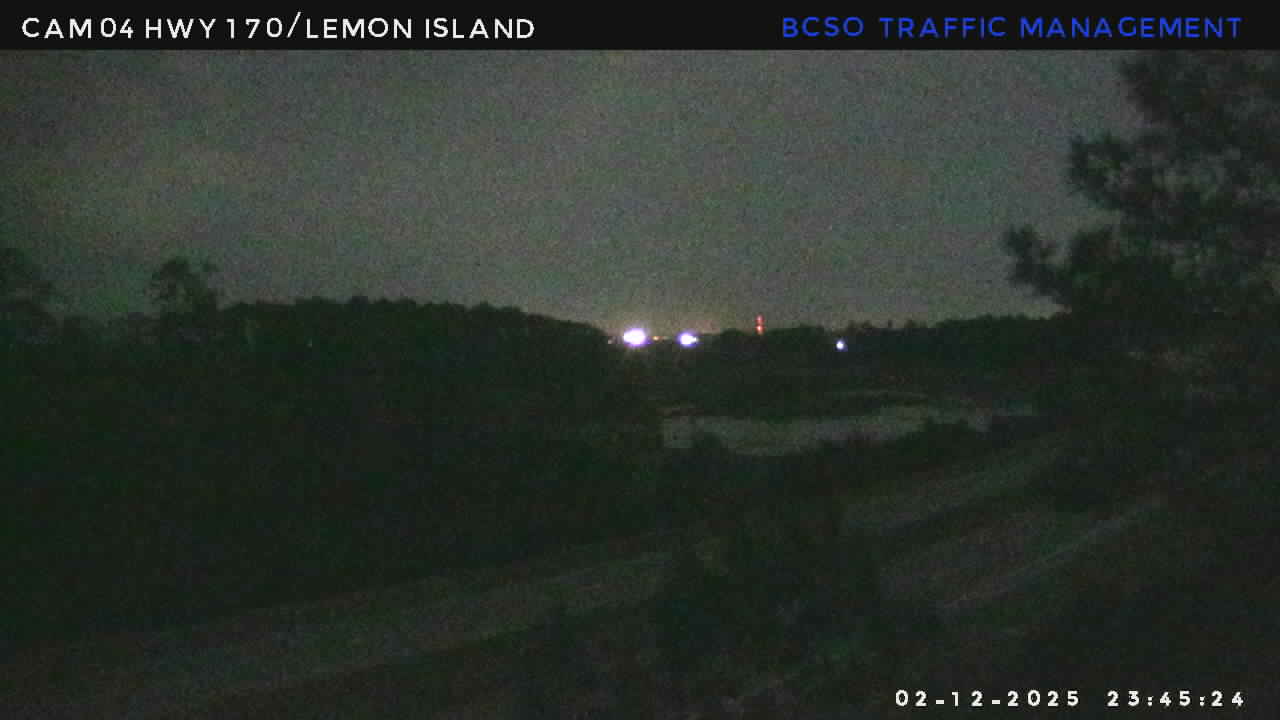 CAM04 HWY 170/LEMON ISLAND
BCSO TRAFFIC MANAGEMENT
02-12-2025 23:45:24